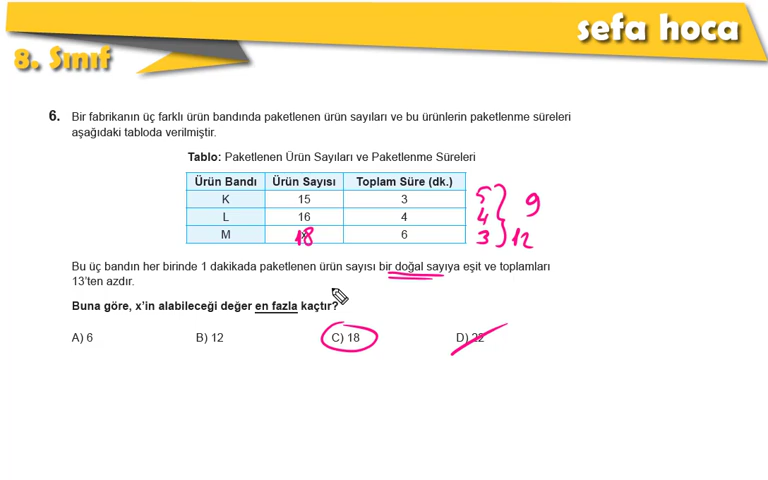 sefa hoca
8. Sınıf
6. Bir fabrikanın üç farklı ürün bandında paketlenen ürün sayıları ve bu ürünlerin paketlenme süreleri
aşağıdaki tabloda verilmiştir.
Tablo: Paketlenen Ürün Sayıları ve Paketlenme Süreleri
Ürün Bandı Ürün Sayısı Toplam Süre (dk.)
K 15 3 5
L 16 4 4 9
M 18 6 3 12
Bu üç bandın her birinde 1 dakikada paketlenen ürün sayısı bir doğal sayıya eşit ve toplamları
13'ten azdır.
Buna göre, x'in alabileceği değer en fazla kaçtır?
A) 6 B) 12 C) 18 D) 22